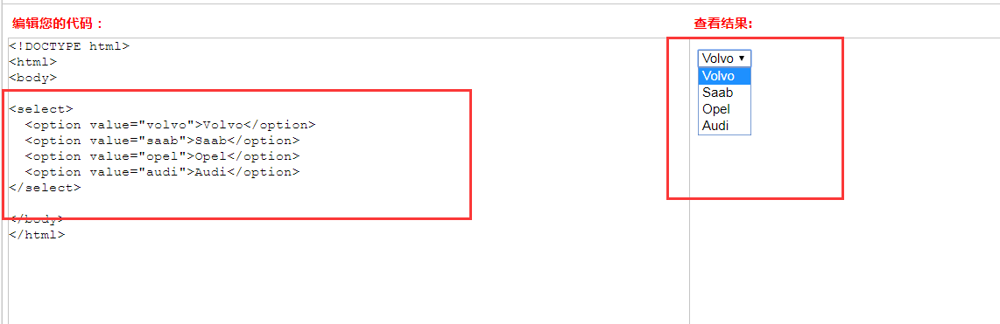 编辑您的代码：
<!DOCTYPE html>
<html>
<body>
<select>
  <option value="volvo">Volvo</option>
  <option value="saab">Saab</option>
  <option value="opel">Opel</option>
  <option value="audi">Audi</option>
</select>
</body>
</html>
查看结果:
Volvo ▼
Volvo
Saab
Opel
Audi